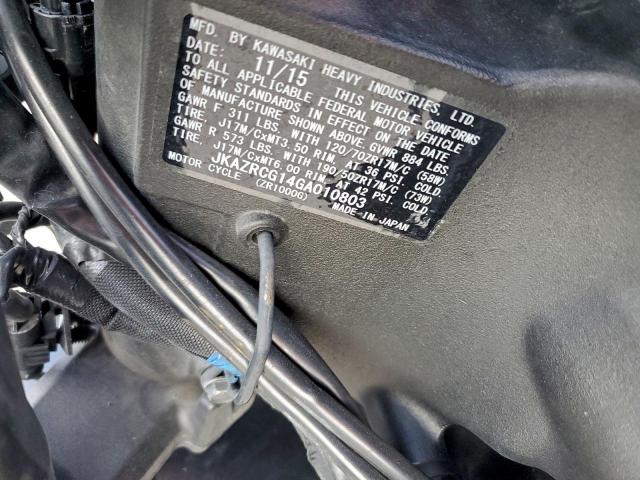 MFD. BY KAWASAKI HEAVY INDUSTRIES, LTD.
DATE: 11/15 THIS VEHICLE CONFORMS
TO ALL APPLICABLE FEDERAL MOTOR VEHICLE
SAFETY STANDARDS IN EFFECT ON THE DATE
OF MANUFACTURE SHOWN ABOVE. GVWR 884 LBS.
GAWR F 311 LBS. WITH 120/70ZR17M/C (58W)
TIRE, J17M/CxMT3.50 RIM, AT 36 PSI COLD.
GAWR R 573 LBS. WITH 190/50ZR17M/C (73W)
TIRE, J17M/CxMT6.00 RIM, AT 42 PSI COLD.
JKAZRCG14GA010803
MOTOR CYCLE (ZR1000G) MADE IN JAPAN